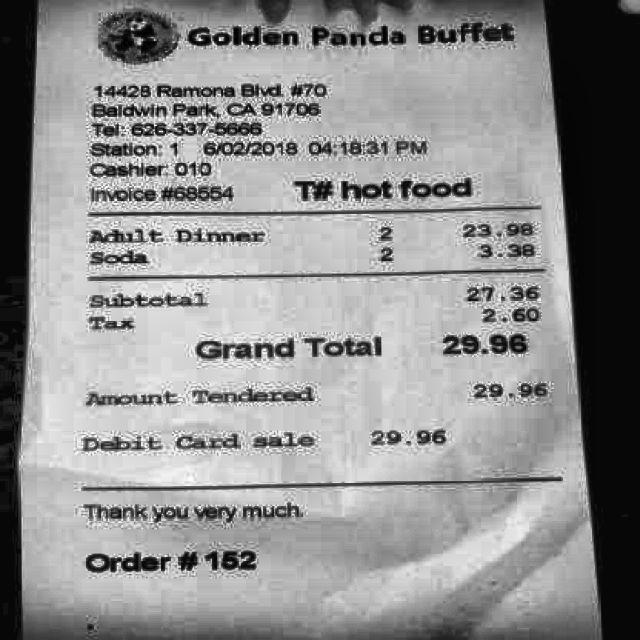 Golden Panda Buffet
14428 Ramona Blvd. #70
Baldwin Park, CA 91706
Tel: 626-337-5666
Station: 1 6/02/2018 04:18:31 PM
Cashier: 010
Invoice #68554 T# hot food
Adult Dinner 2 23.98
Soda 2 3.38
Subtotal 27.36
Tax 2.60
Grand Total 29.96
Amount Tendered 29.96
Debit Card sale 29.96
Thank you very much.
Order # 152